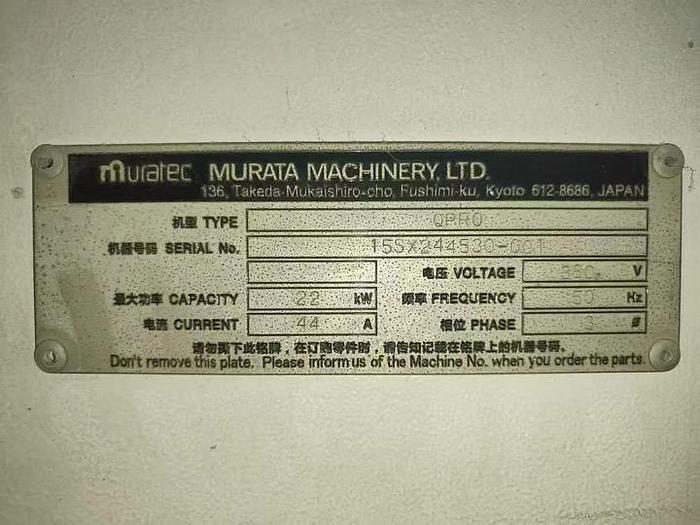 muratec MURATA MACHINERY, LTD.
136, Takeda-Mukaishiro-cho, Fushimi-ku, Kyoto 612-8686, JAPAN
机型 TYPE QPRO
机器号码 SERIAL No. 15SX244530-001
电压 VOLTAGE 380 V
最大功率 CAPACITY 22 kW 频率 FREQUENCY 50 Hz
电流 CURRENT 44 A 相位 PHASE 3 ø
请勿撕下此铭牌，在订购零件时，请告知记载在铭牌上的机器号码.
Don't remove this plate. Please inform us of the Machine No. when you order the parts.